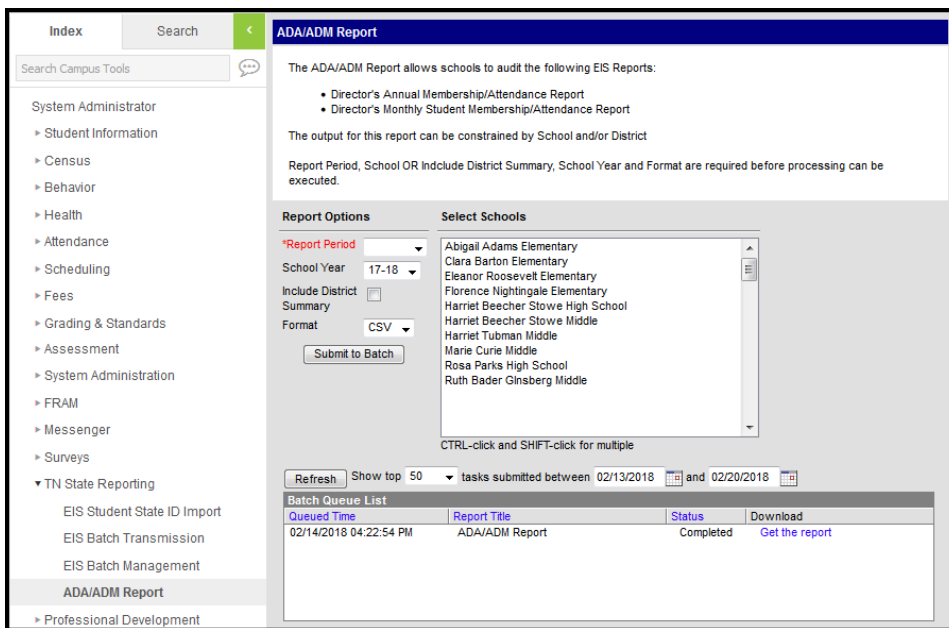 Index
Search
<
Search Campus Tools
System Administrator
Student Information
Census
Behavior
Health
Attendance
Scheduling
Fees
Grading & Standards
Assessment
System Administration
FRAM
Messenger
Surveys
TN State Reporting
EIS Student State ID Import
EIS Batch Transmission
EIS Batch Management
ADA/ADM Report
Professional Development
ADA/ADM Report
The ADA/ADM Report allows schools to audit the following EIS Reports:
• Director's Annual Membership/Attendance Report
• Director's Monthly Student Membership/Attendance Report
The output for this report can be constrained by School and/or District
Report Period, School OR Indclude District Summary, School Year and Format are required before processing can be
executed.
Report Options
*Report Period
School Year 17-18
Include District
Summary
Format CSV
Submit to Batch
Select Schools
Abigail Adams Elementary
Clara Barton Elementary
Eleanor Roosevelt Elementary
Florence Nightingale Elementary
Harriet Beecher Stowe High School
Harriet Beecher Stowe Middle
Harriet Tubman Middle
Marie Curie Middle
Rosa Parks High School
Ruth Bader GInsberg Middle
CTRL-click and SHIFT-click for multiple
Refresh Show top 50 tasks submitted between 02/13/2018 and 02/20/2018
Batch Queue List
Queued Time Report Title Status Download
02/14/2018 04:22:54 PM ADA/ADM Report Completed Get the report